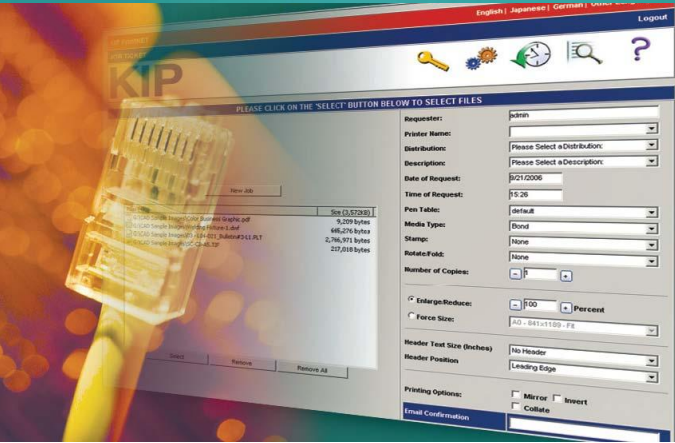 English | Japanese | German |
Logout
KIP
?
PLEASE CLICK ON THE 'SELECT' BUTTON BELOW TO SELECT FILES
New Job
Size (3,572KB)
9,209 bytes
445,276 bytes
2,766,971 bytes
217,018 bytes
Select
Remove
Remove All
Requester: admin
Printer Name:
Distribution: Please Select a Distribution:
Description: Please Select a Description:
Date of Request: 8/21/2006
Time of Request: 15:26
Pen Table: default
Media Type: Bond
Stamp: None
Rotate/Fold: None
Number of Copies: - 1 +
Enlarge/Reduce: - 100 + Percent
Force Size: A0 - 841x1189 - Fit
Header Text Size (Inches) No Header
Header Position Leading Edge
Printing Options: Mirror Invert
Collate
Email Confirmation